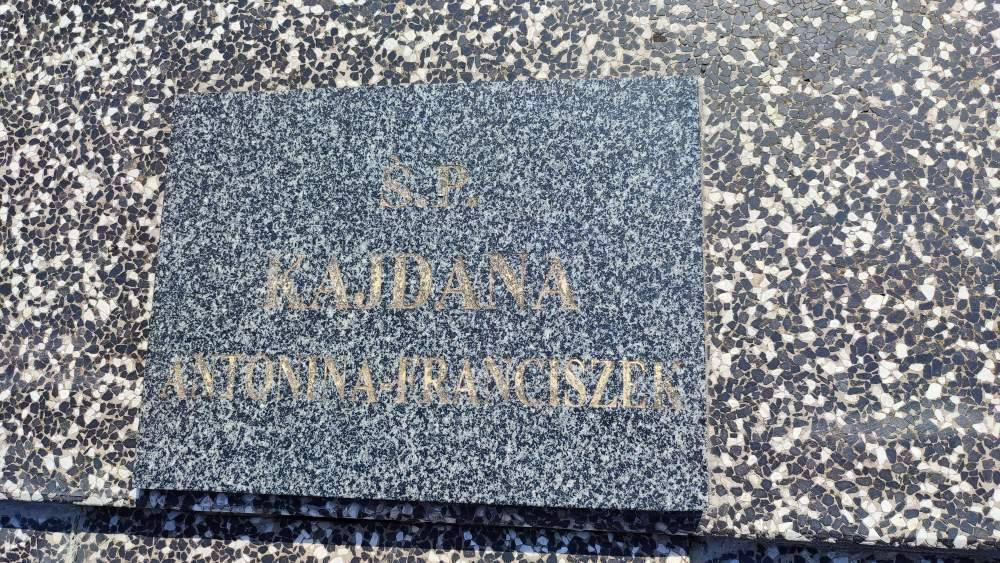 Ś.P.
KAJDANA
ANTONINA-FRANCISZEK